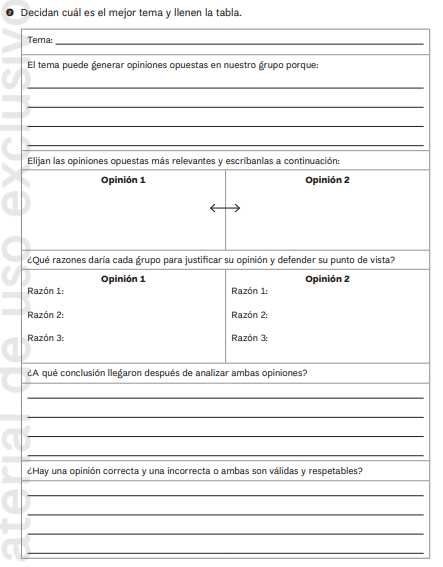 ❷ Decidan cuál es el mejor tema y llenen la tabla.
Tema:
El tema puede generar opiniones opuestas en nuestro grupo porque:
Elijan las opiniones opuestas más relevantes y escríbanlas a continuación:
Opinión 1
Opinión 2
¿Qué razones daría cada grupo para justificar su opinión y defender su punto de vista?
Opinión 1
Razón 1:
Razón 2:
Razón 3:
Opinión 2
Razón 1:
Razón 2:
Razón 3:
¿A qué conclusión llegaron después de analizar ambas opiniones?
¿Hay una opinión correcta y una incorrecta o ambas son válidas y respetables?
aterial de uso exclusivo